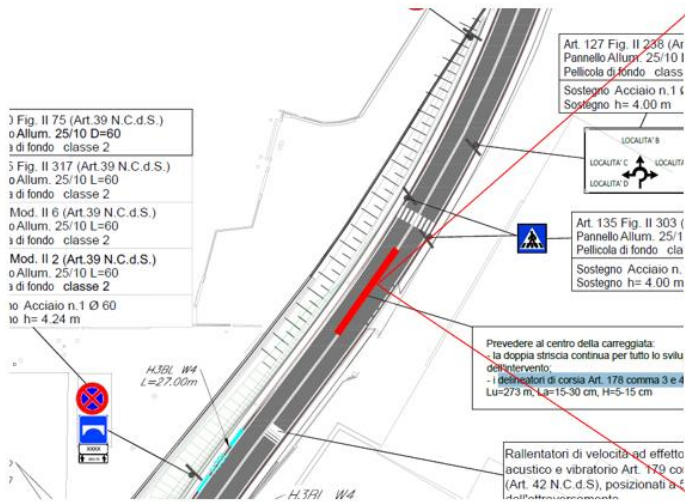 Fig. II 75 (Art.39 N.C.d.S.)
Allum. 25/10 D=60
a di fondo classe 2
Fig. II 317 (Art.39 N.C.d.S.)
Allum. 25/10 L=60
a di fondo classe 2
Mod. II 6 (Art.39 N.C.d.S.)
Allum. 25/10 L=60
a di fondo classe 2
Mod. II 2 (Art.39 N.C.d.S.)
Allum. 25/10 L=60
a di fondo classe 2
Acciaio n.1 Ø 60
h= 4.24 m
XXXX
H3BL W4
L=27.00m
Art. 127 Fig. II 238 (Ar
Pannello Allum. 25/10
Pellicola di fondo class
Sostegno Acciaio n.1
Sostegno h= 4.00 m
LOCALITA' B
LOCALITA' C LOCALITA'
LOCALITA' D
Art. 135 Fig. II 303 (
Pannello Allum. 25/1
Pellicola di fondo cla
Sostegno Acciaio n.
Sostegno h= 4.00 m
Prevedere al centro della carreggiata:
- la doppia striscia continua per tutto lo svilu
dell'intervento;
- i delineatori di corsia Art. 178 comma 3 e 4
Lu=273 m, La=15-30 cm, H=5-15 cm
Rallentatori di velocità ad effetto
acustico e vibratorio Art. 179 co
(Art. 42 N.C.d.S), posizionati a 5
dell'attraversamento
H3BL W4